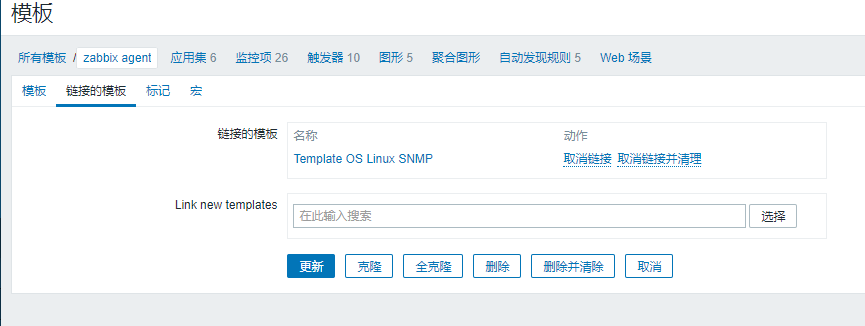 模板
所有模板 / zabbix agent 应用集 6 监控项 26 触发器 10 图形 5 聚合图形 自动发现规则 5 Web 场景
模板 链接的模板 标记 宏
链接的模板 名称 动作
Template OS Linux SNMP 取消链接 取消链接并清理
Link new templates 在此输入搜索 选择
更新 克隆 全克隆 删除 删除并清除 取消